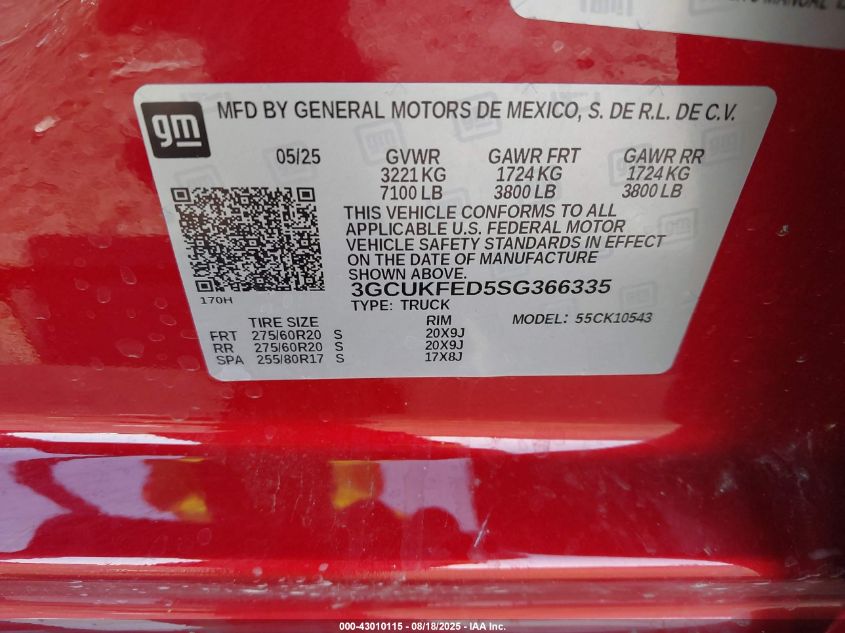 MANUAL
gm
MFD BY GENERAL MOTORS DE MEXICO, S. DE R.L. DE C.V.
05/25 GVWR GAWR FRT GAWR RR
3221 KG 1724 KG 1724 KG
7100 LB 3800 LB 3800 LB
THIS VEHICLE CONFORMS TO ALL
APPLICABLE U.S. FEDERAL MOTOR
VEHICLE SAFETY STANDARDS IN EFFECT
ON THE DATE OF MANUFACTURE
SHOWN ABOVE.
170H
3GCUKFED5SG366335
TYPE: TRUCK
TIRE SIZE RIM MODEL: 55CK10543
FRT 275/60R20 S 20X9J
RR 275/60R20 S 20X9J
SPA 255/80R17 S 17X8J
000-43010115 - 08/18/2025 - IAA Inc.